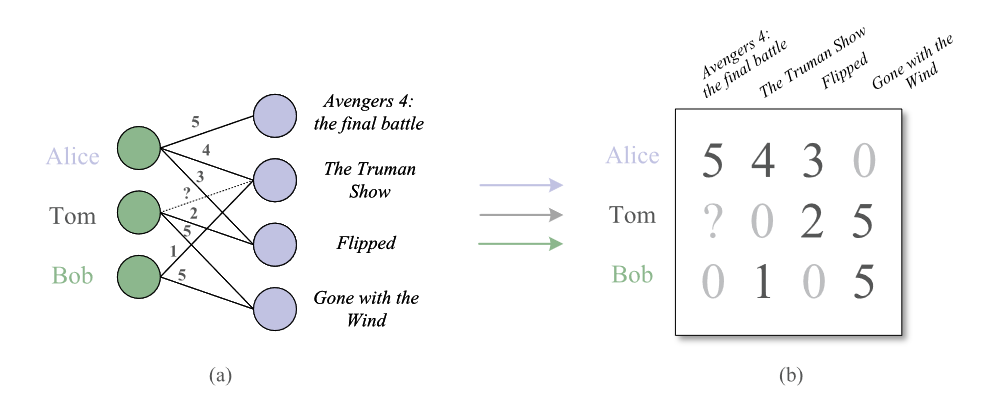 Avengers 4:
the final battle
The Truman
Show
Flipped
Gone with the
Wind
Alice
Tom
Bob
5
4
3
?
2
5
1
5
(a)
Avengers 4:
the final battle
The Truman Show
Flipped
Gone with the
Wind
Alice 5 4 3 0
Tom ? 0 2 5
Bob 0 1 0 5
(b)